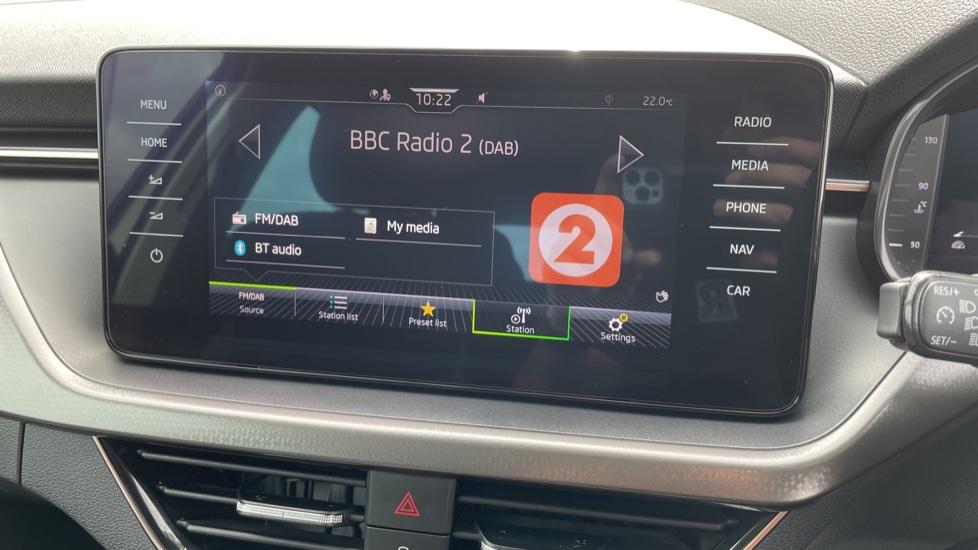 MENU
HOME
10:22
22.0°C
BBC Radio 2 (DAB)
FM/DAB
My media
BT audio
2
FM/DAB
Source
Station list
Preset list
Station
Settings
RADIO
MEDIA
PHONE
NAV
CAR
130
90
°C
50
RES/+
SET/−